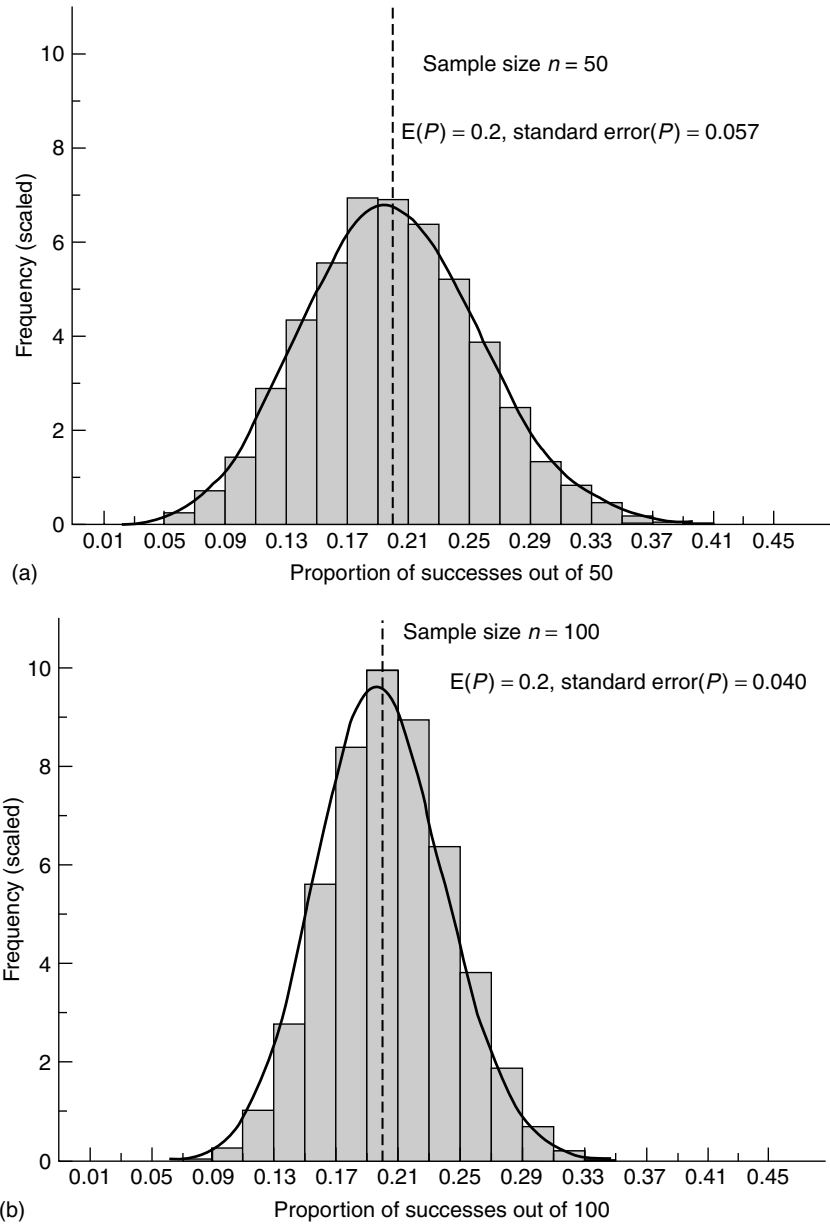 10
8
6
4
2
0
Frequency (scaled)
Sample size n = 50
E(P) = 0.2, standard error(P) = 0.057
0.01 0.05 0.09 0.13 0.17 0.21 0.25 0.29 0.33 0.37 0.41 0.45
(a)
Proportion of successes out of 50
10
8
6
4
2
0
Frequency (scaled)
Sample size n = 100
E(P) = 0.2, standard error(P) = 0.040
0.01 0.05 0.09 0.13 0.17 0.21 0.25 0.29 0.33 0.37 0.41 0.45
(b)
Proportion of successes out of 100